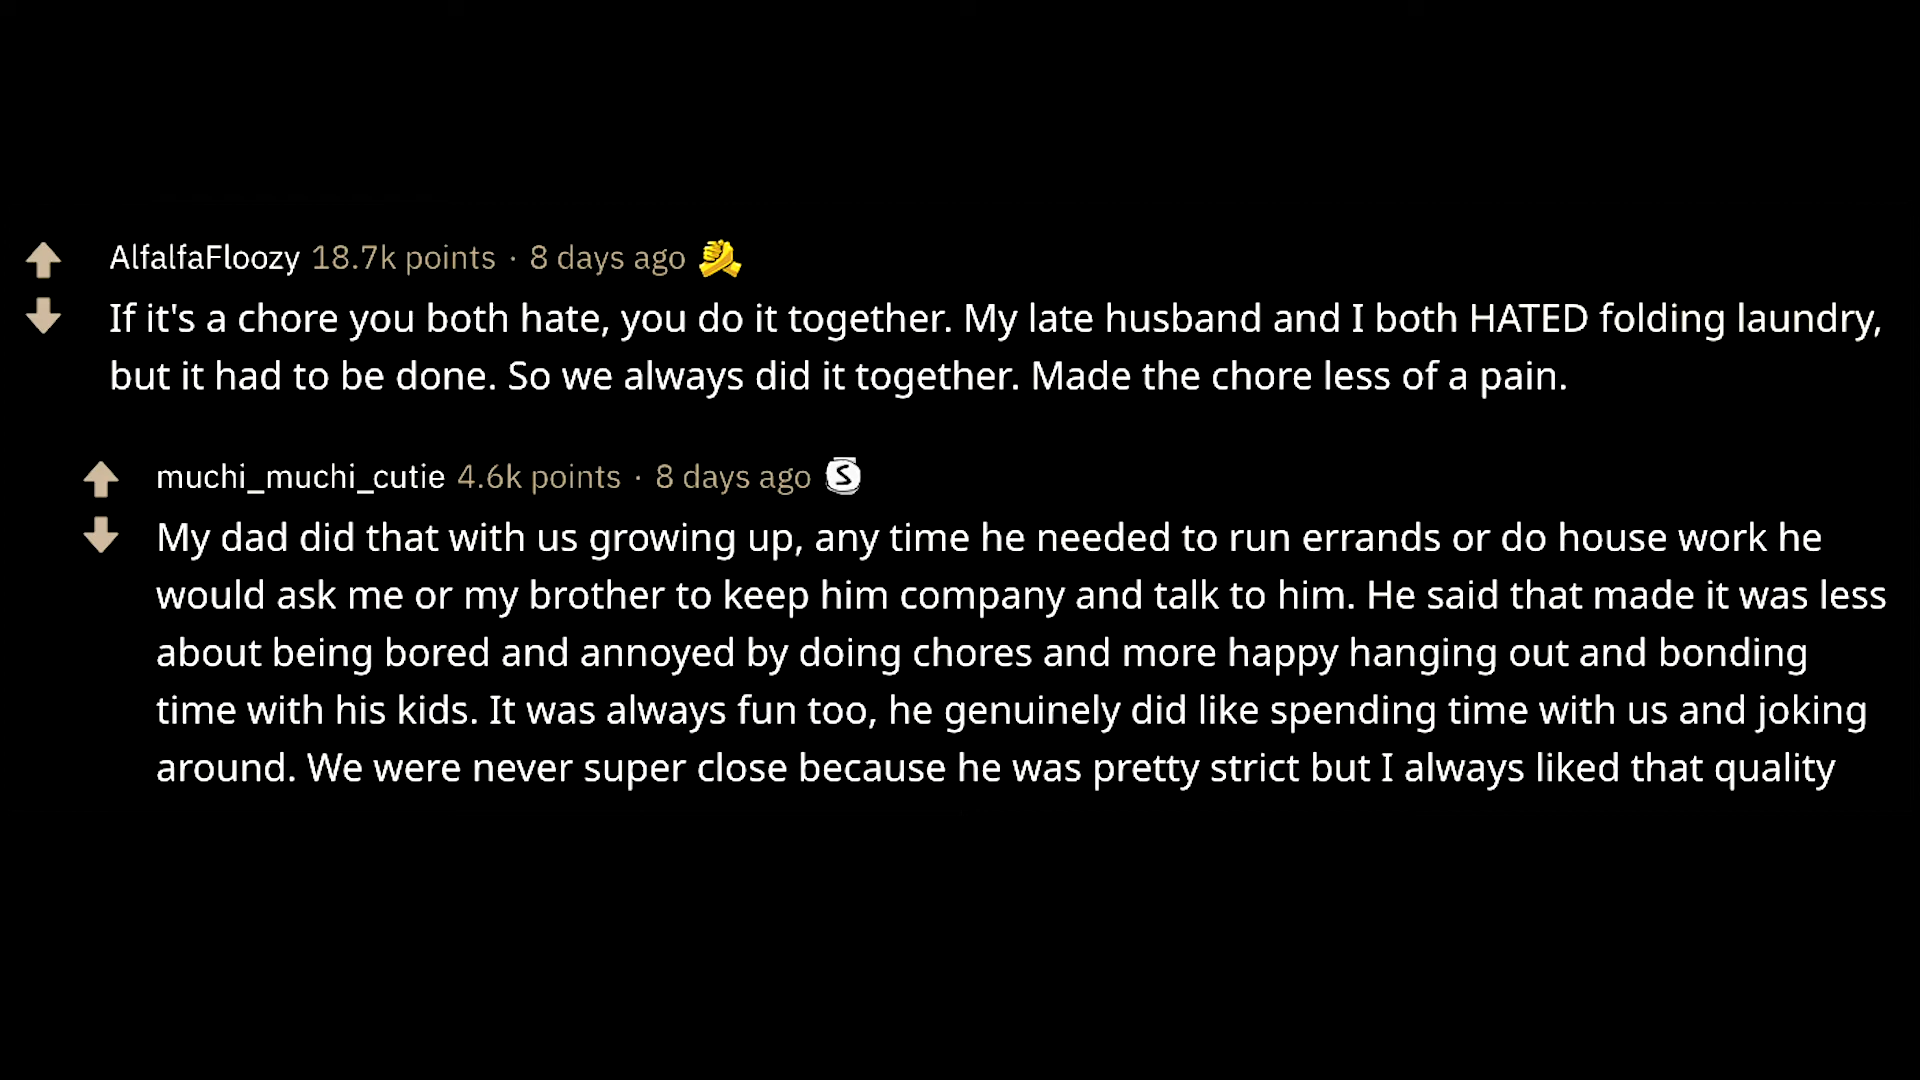 AlfalfaFloozy 18.7k points · 8 days ago
If it's a chore you both hate, you do it together. My late husband and I both HATED folding laundry,
but it had to be done. So we always did it together. Made the chore less of a pain.
muchi_muchi_cutie 4.6k points · 8 days ago S
My dad did that with us growing up, any time he needed to run errands or do house work he
would ask me or my brother to keep him company and talk to him. He said that made it was less
about being bored and annoyed by doing chores and more happy hanging out and bonding
time with his kids. It was always fun too, he genuinely did like spending time with us and joking
around. We were never super close because he was pretty strict but I always liked that quality